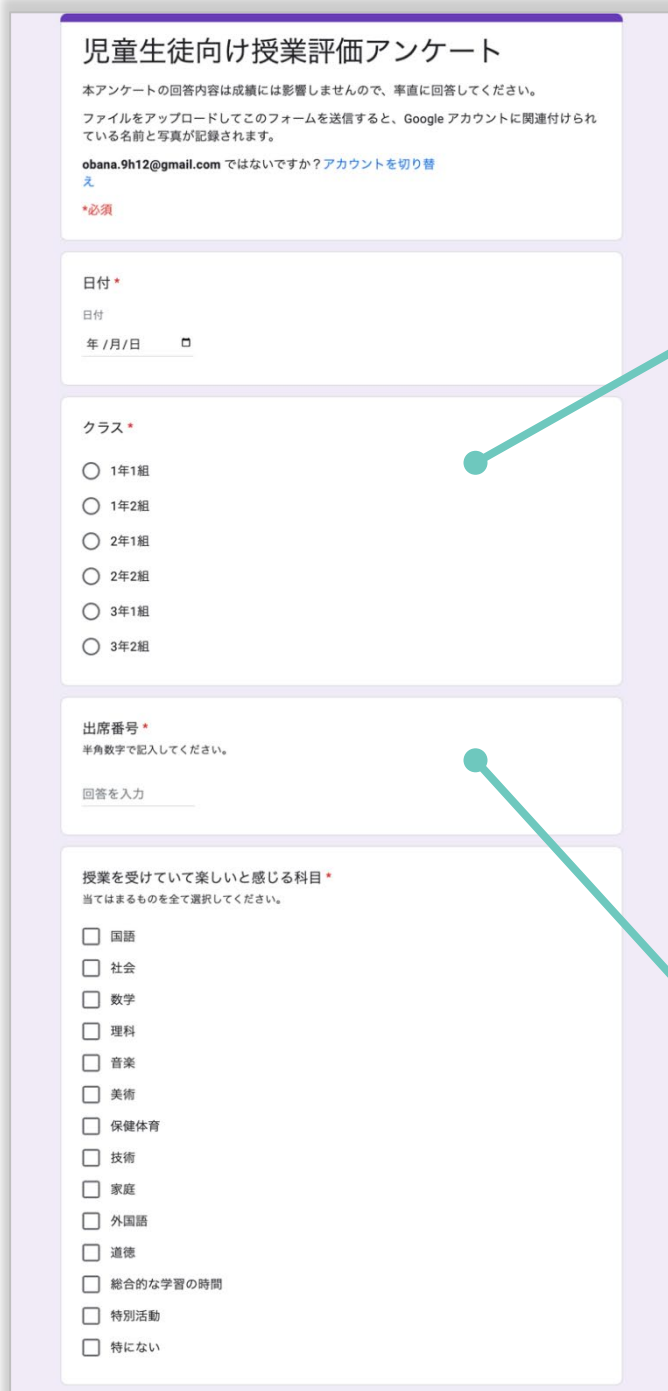 児童生徒向け授業評価アンケート
本アンケートの回答内容は成績には影響しませんので、率直に回答してください。
ファイルをアップロードしてこのフォームを送信すると、Google アカウントに関連付けられ
ている名前と写真が記録されます。
obana.9h12@gmail.com ではないですか?アカウントを切り替
え
*必須
日付 *
日付
年 /月/日
クラス *
1年1組
1年2組
2年1組
2年2組
3年1組
3年2組
出席番号 *
半角数字で記入してください。
回答を入力
授業を受けていて楽しいと感じる科目 *
当てはまるものを全て選択してください。
国語
社会
数学
理科
音楽
美術
保健体育
技術
家庭
外国語
道徳
総合的な学習の時間
特別活動
特にない